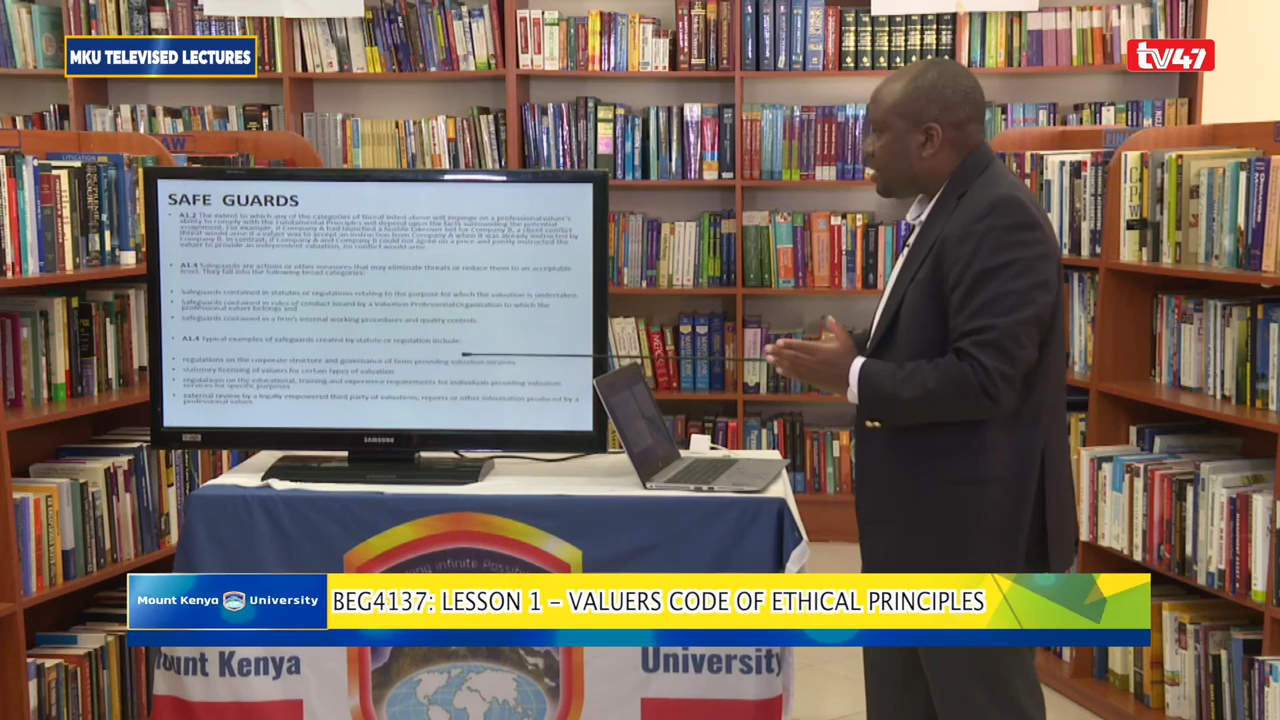 MKU TELEVISED LECTURES
tv47
SAFE GUARDS
A1.2 The extent to which any of the categories of threat listed above will impinge on a professional valuer's
ability to comply with the Fundamental Principles will depend upon the facts surrounding the potential
assignment. For example, if Company A had launched a hostile takeover bid for Company B, a client conflict
threat would arise if a valuer was to accept an instruction from Company A when it was already instructed by
Company B. In contrast, if Company A and Company B could not agree on a price and jointly instructed the
valuer to provide an independent valuation, no conflict would arise
A1.3 Safeguards are actions or other measures that may eliminate threats or reduce them to an acceptable
level. They fall into the following broad categories:
Safeguards contained in statutes or regulations relating to the purpose for which the valuation is undertaken.
Safeguards contained in rules of conduct issued by a Valuation Professional Organisation to which the
professional valuer belongs and
safeguards contained in a firm's internal working procedures and quality controls.
A1.4 Typical examples of safeguards created by statute or regulation include:
regulations on the corporate structure and governance of firms providing valuation services
statutory licensing of valuers for certain types of valuation
regulations on the educational, training and experience requirements for individuals providing valuation
services for specific purposes
external review by a legally empowered third party of valuations, reports or other information produced by a
professional valuer.
SAMSUNG
Infinite
Mount Kenya University
BEG4137: LESSON 1 – VALUERS CODE OF ETHICAL PRINCIPLES
Mount Kenya
University